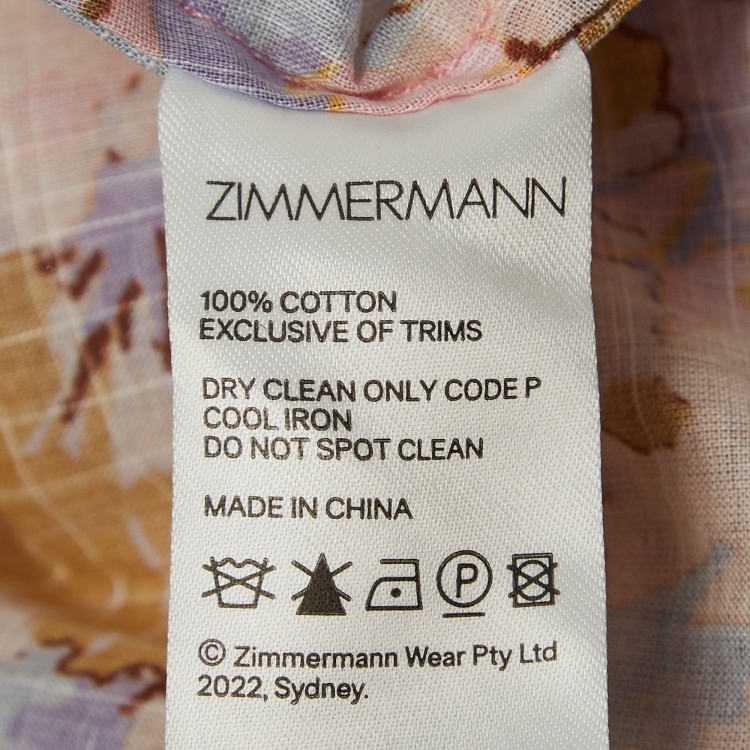 ZIMMERMANN
100% COTTON
EXCLUSIVE OF TRIMS
DRY CLEAN ONLY CODE P
COOL IRON
DO NOT SPOT CLEAN
MADE IN CHINA
P
© Zimmermann Wear Pty Ltd
2022, Sydney.